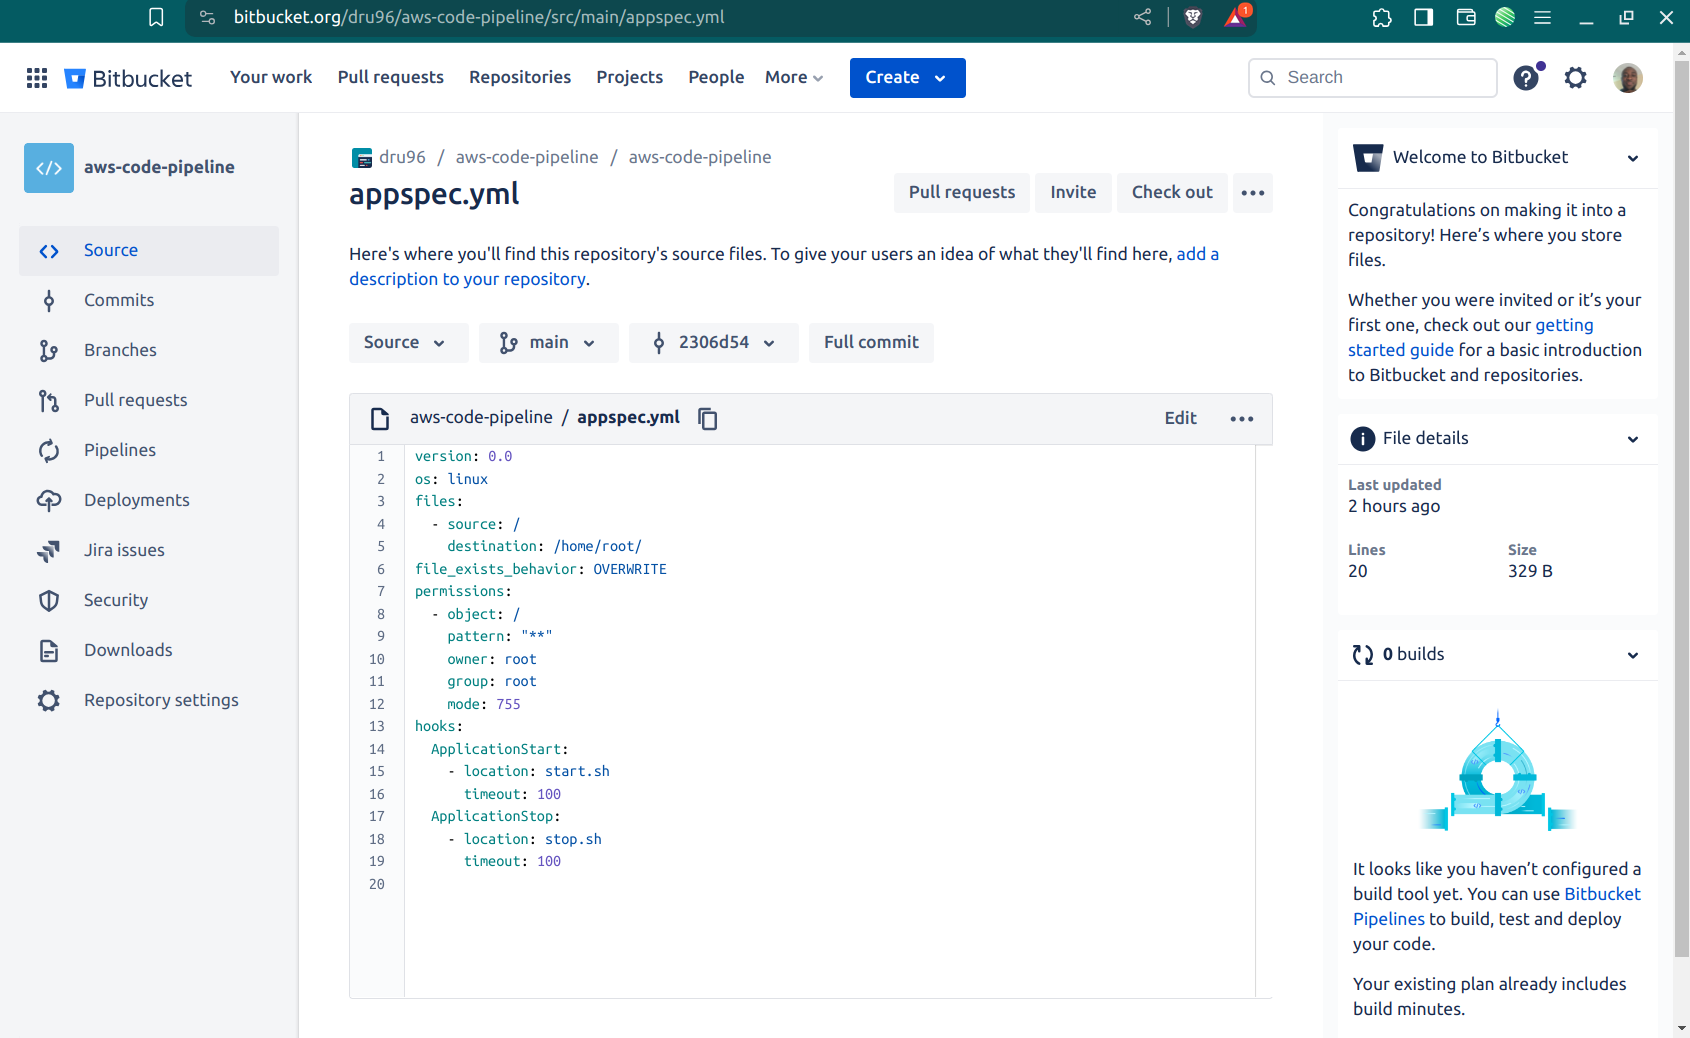 bitbucket.org/dru96/aws-code-pipeline/src/main/appspec.yml
1
Bitbucket
Your work
Pull requests
Repositories
Projects
People
More
Create
Search
aws-code-pipeline
Source
Commits
Branches
Pull requests
Pipelines
Deployments
Jira issues
Security
Downloads
Repository settings
dru96 / aws-code-pipeline / aws-code-pipeline
appspec.yml
Pull requests
Invite
Check out
Here's where you'll find this repository's source files. To give your users an idea of what they'll find here, add a
description to your repository.
Source
main
2306d54
Full commit
aws-code-pipeline / appspec.yml
Edit
1 version: 0.0
2 os: linux
3 files:
4 - source: /
5 destination: /home/root/
6 file_exists_behavior: OVERWRITE
7 permissions:
8 - object: /
9 pattern: "**"
10 owner: root
11 group: root
12 mode: 755
13 hooks:
14 ApplicationStart:
15 - location: start.sh
16 timeout: 100
17 ApplicationStop:
18 - location: stop.sh
19 timeout: 100
20
Welcome to Bitbucket
Congratulations on making it into a
repository! Here’s where you store
files.
Whether you were invited or it’s your
first one, check out our getting
started guide for a basic introduction
to Bitbucket and repositories.
File details
Last updated
2 hours ago
Lines Size
20 329 B
0 builds
It looks like you haven’t configured a
build tool yet. You can use Bitbucket
Pipelines to build, test and deploy
your code.
Your existing plan already includes
build minutes.